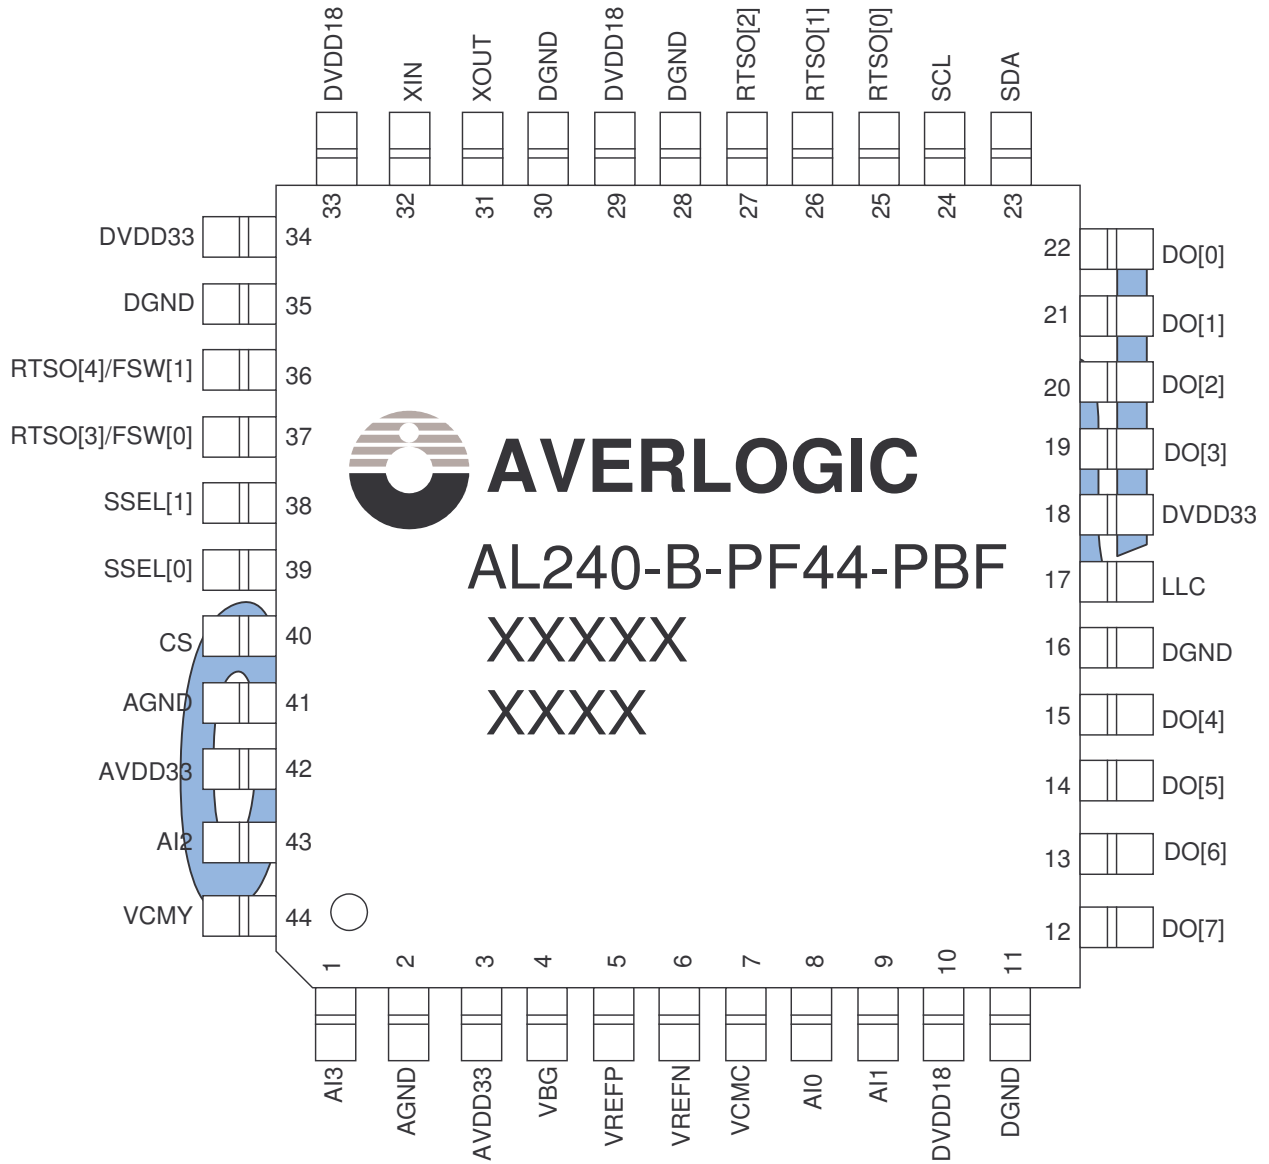 DVDD18 XIN XOUT DGND DVDD18 DGND RTSO[2] RTSO[1] RTSO[0] SCL SDA
33 32 31 30 29 28 27 26 25 24 23
DVDD33 34
22 DO[0]
DGND 35
21 DO[1]
RTSO[4]/FSW[1] 36
20 DO[2]
RTSO[3]/FSW[0] 37
19 DO[3]
AVERLOGIC
SSEL[1] 38
18 DVDD33
SSEL[0] 39
AL240-B-PF44-PBF
17 LLC
CS 40
XXXXX
16 DGND
AGND 41
XXXX
15 DO[4]
AVDD33 42
14 DO[5]
AI2 43
13 DO[6]
VCMY 44
12 DO[7]
1 2 3 4 5 6 7 8 9 10 11
AI3 AGND AVDD33 VBG VREFP VREFN VCMC AI0 AI1 DVDD18 DGND